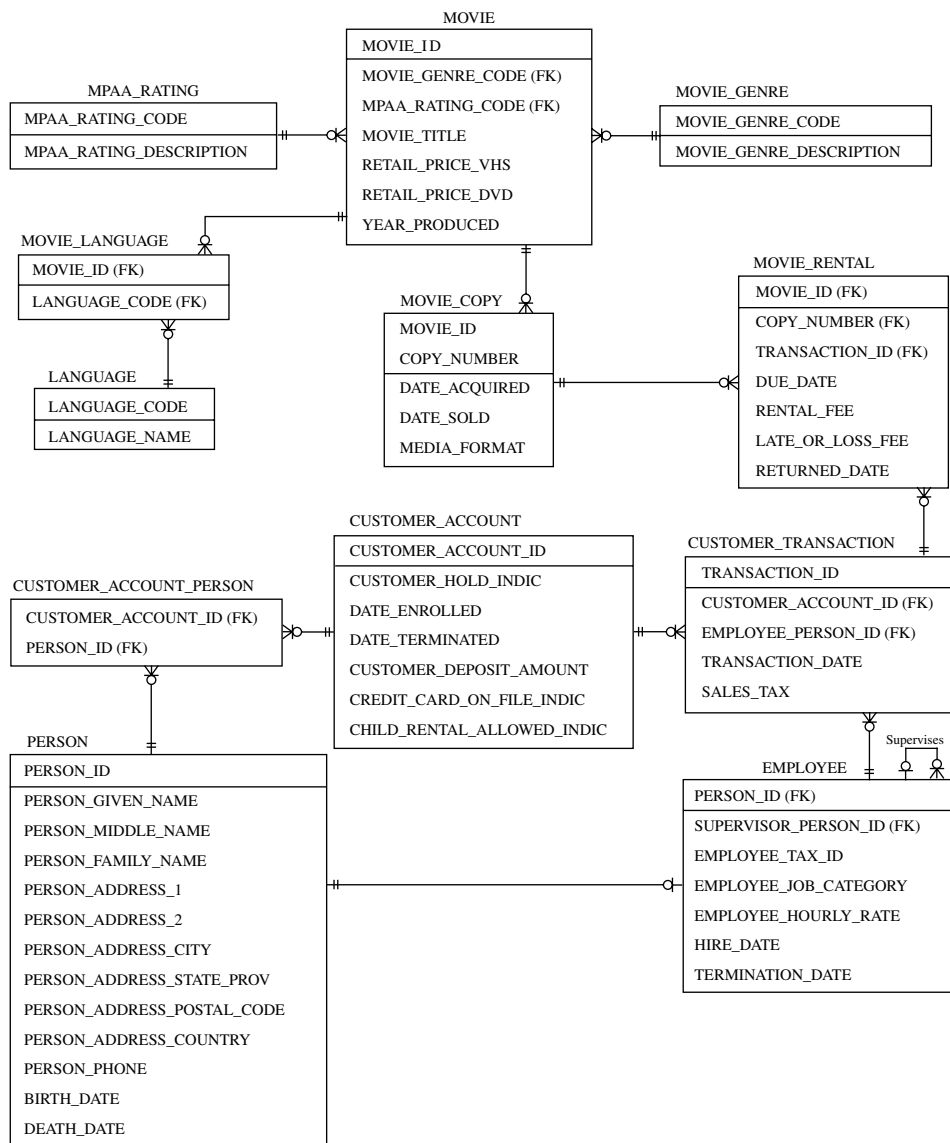 MOVIE
MOVIE_ID
MOVIE_GENRE_CODE (FK)
MPAA_RATING_CODE (FK)
MOVIE_TITLE
RETAIL_PRICE_VHS
RETAIL_PRICE_DVD
YEAR_PRODUCED
MPAA_RATING
MPAA_RATING_CODE
MPAA_RATING_DESCRIPTION
MOVIE_GENRE
MOVIE_GENRE_CODE
MOVIE_GENRE_DESCRIPTION
MOVIE_LANGUAGE
MOVIE_ID (FK)
LANGUAGE_CODE (FK)
LANGUAGE
LANGUAGE_CODE
LANGUAGE_NAME
MOVIE_COPY
MOVIE_ID
COPY_NUMBER
DATE_ACQUIRED
DATE_SOLD
MEDIA_FORMAT
MOVIE_RENTAL
MOVIE_ID (FK)
COPY_NUMBER (FK)
TRANSACTION_ID (FK)
DUE_DATE
RENTAL_FEE
LATE_OR_LOSS_FEE
RETURNED_DATE
CUSTOMER_ACCOUNT
CUSTOMER_ACCOUNT_ID
CUSTOMER_HOLD_INDIC
DATE_ENROLLED
DATE_TERMINATED
CUSTOMER_DEPOSIT_AMOUNT
CREDIT_CARD_ON_FILE_INDIC
CHILD_RENTAL_ALLOWED_INDIC
CUSTOMER_TRANSACTION
TRANSACTION_ID
CUSTOMER_ACCOUNT_ID (FK)
EMPLOYEE_PERSON_ID (FK)
TRANSACTION_DATE
SALES_TAX
CUSTOMER_ACCOUNT_PERSON
CUSTOMER_ACCOUNT_ID (FK)
PERSON_ID (FK)
PERSON
PERSON_ID
PERSON_GIVEN_NAME
PERSON_MIDDLE_NAME
PERSON_FAMILY_NAME
PERSON_ADDRESS_1
PERSON_ADDRESS_2
PERSON_ADDRESS_CITY
PERSON_ADDRESS_STATE_PROV
PERSON_ADDRESS_POSTAL_CODE
PERSON_ADDRESS_COUNTRY
PERSON_PHONE
BIRTH_DATE
DEATH_DATE
Supervises
EMPLOYEE
PERSON_ID (FK)
SUPERVISOR_PERSON_ID (FK)
EMPLOYEE_TAX_ID
EMPLOYEE_JOB_CATEGORY
EMPLOYEE_HOURLY_RATE
HIRE_DATE
TERMINATION_DATE